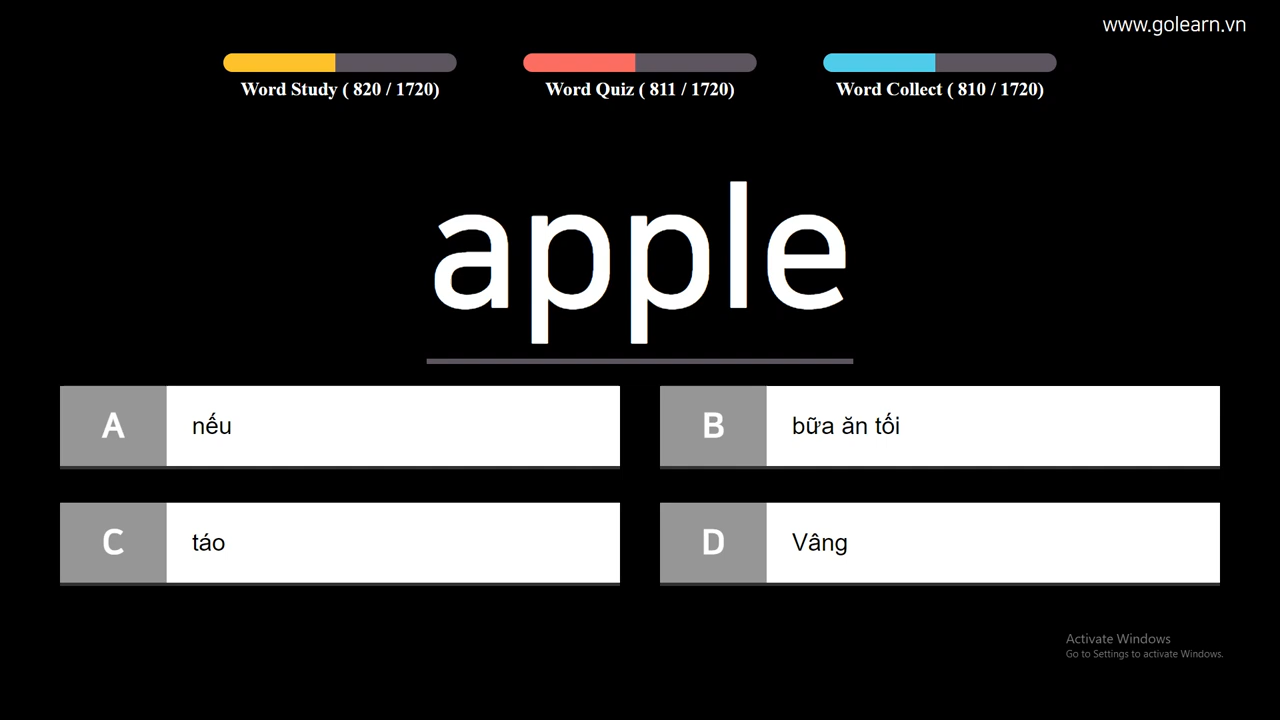 www.golearn.vn
Word Study ( 820 / 1720)
Word Quiz ( 811 / 1720)
Word Collect ( 810 / 1720)
apple
A nếu
B bữa ăn tối
C táo
D Vâng
Activate Windows
Go to Settings to activate Windows.